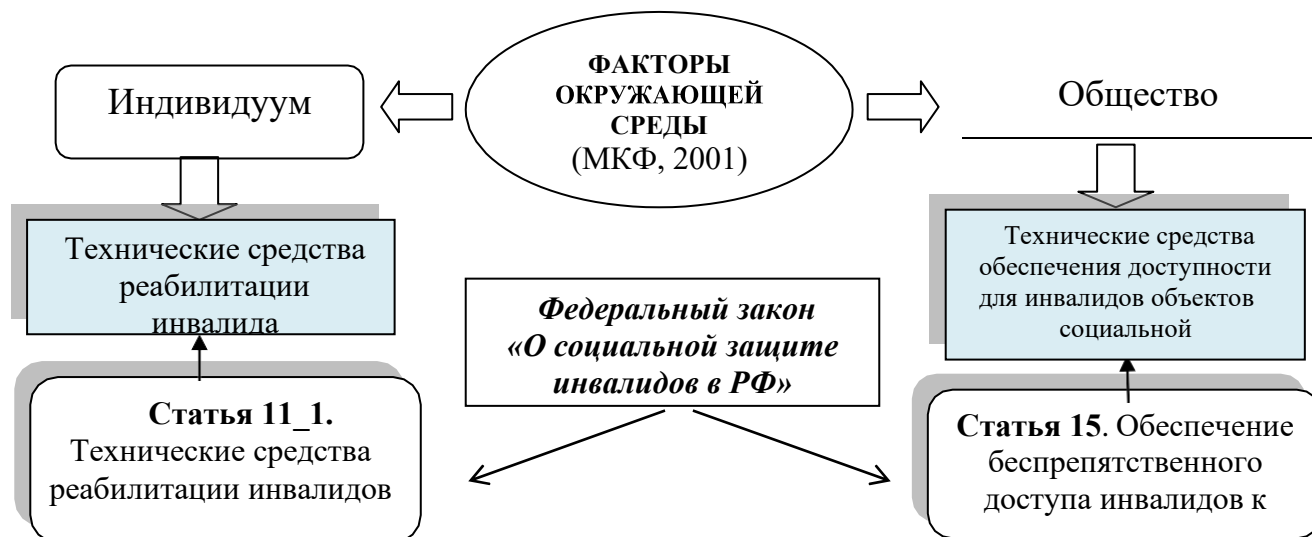 ФАКТОРЫ
ОКРУЖАЮЩЕЙ
СРЕДЫ
(МКФ, 2001)
Индивидуум
Общество
Технические средства
реабилитации
инвалида
Технические средства
обеспечения доступности
для инвалидов объектов
социальной
Федеральный закон
«О социальной защите
инвалидов в РФ»
Статья 11_1.
Технические средства
реабилитации инвалидов
Статья 15. Обеспечение
беспрепятственного
доступа инвалидов к